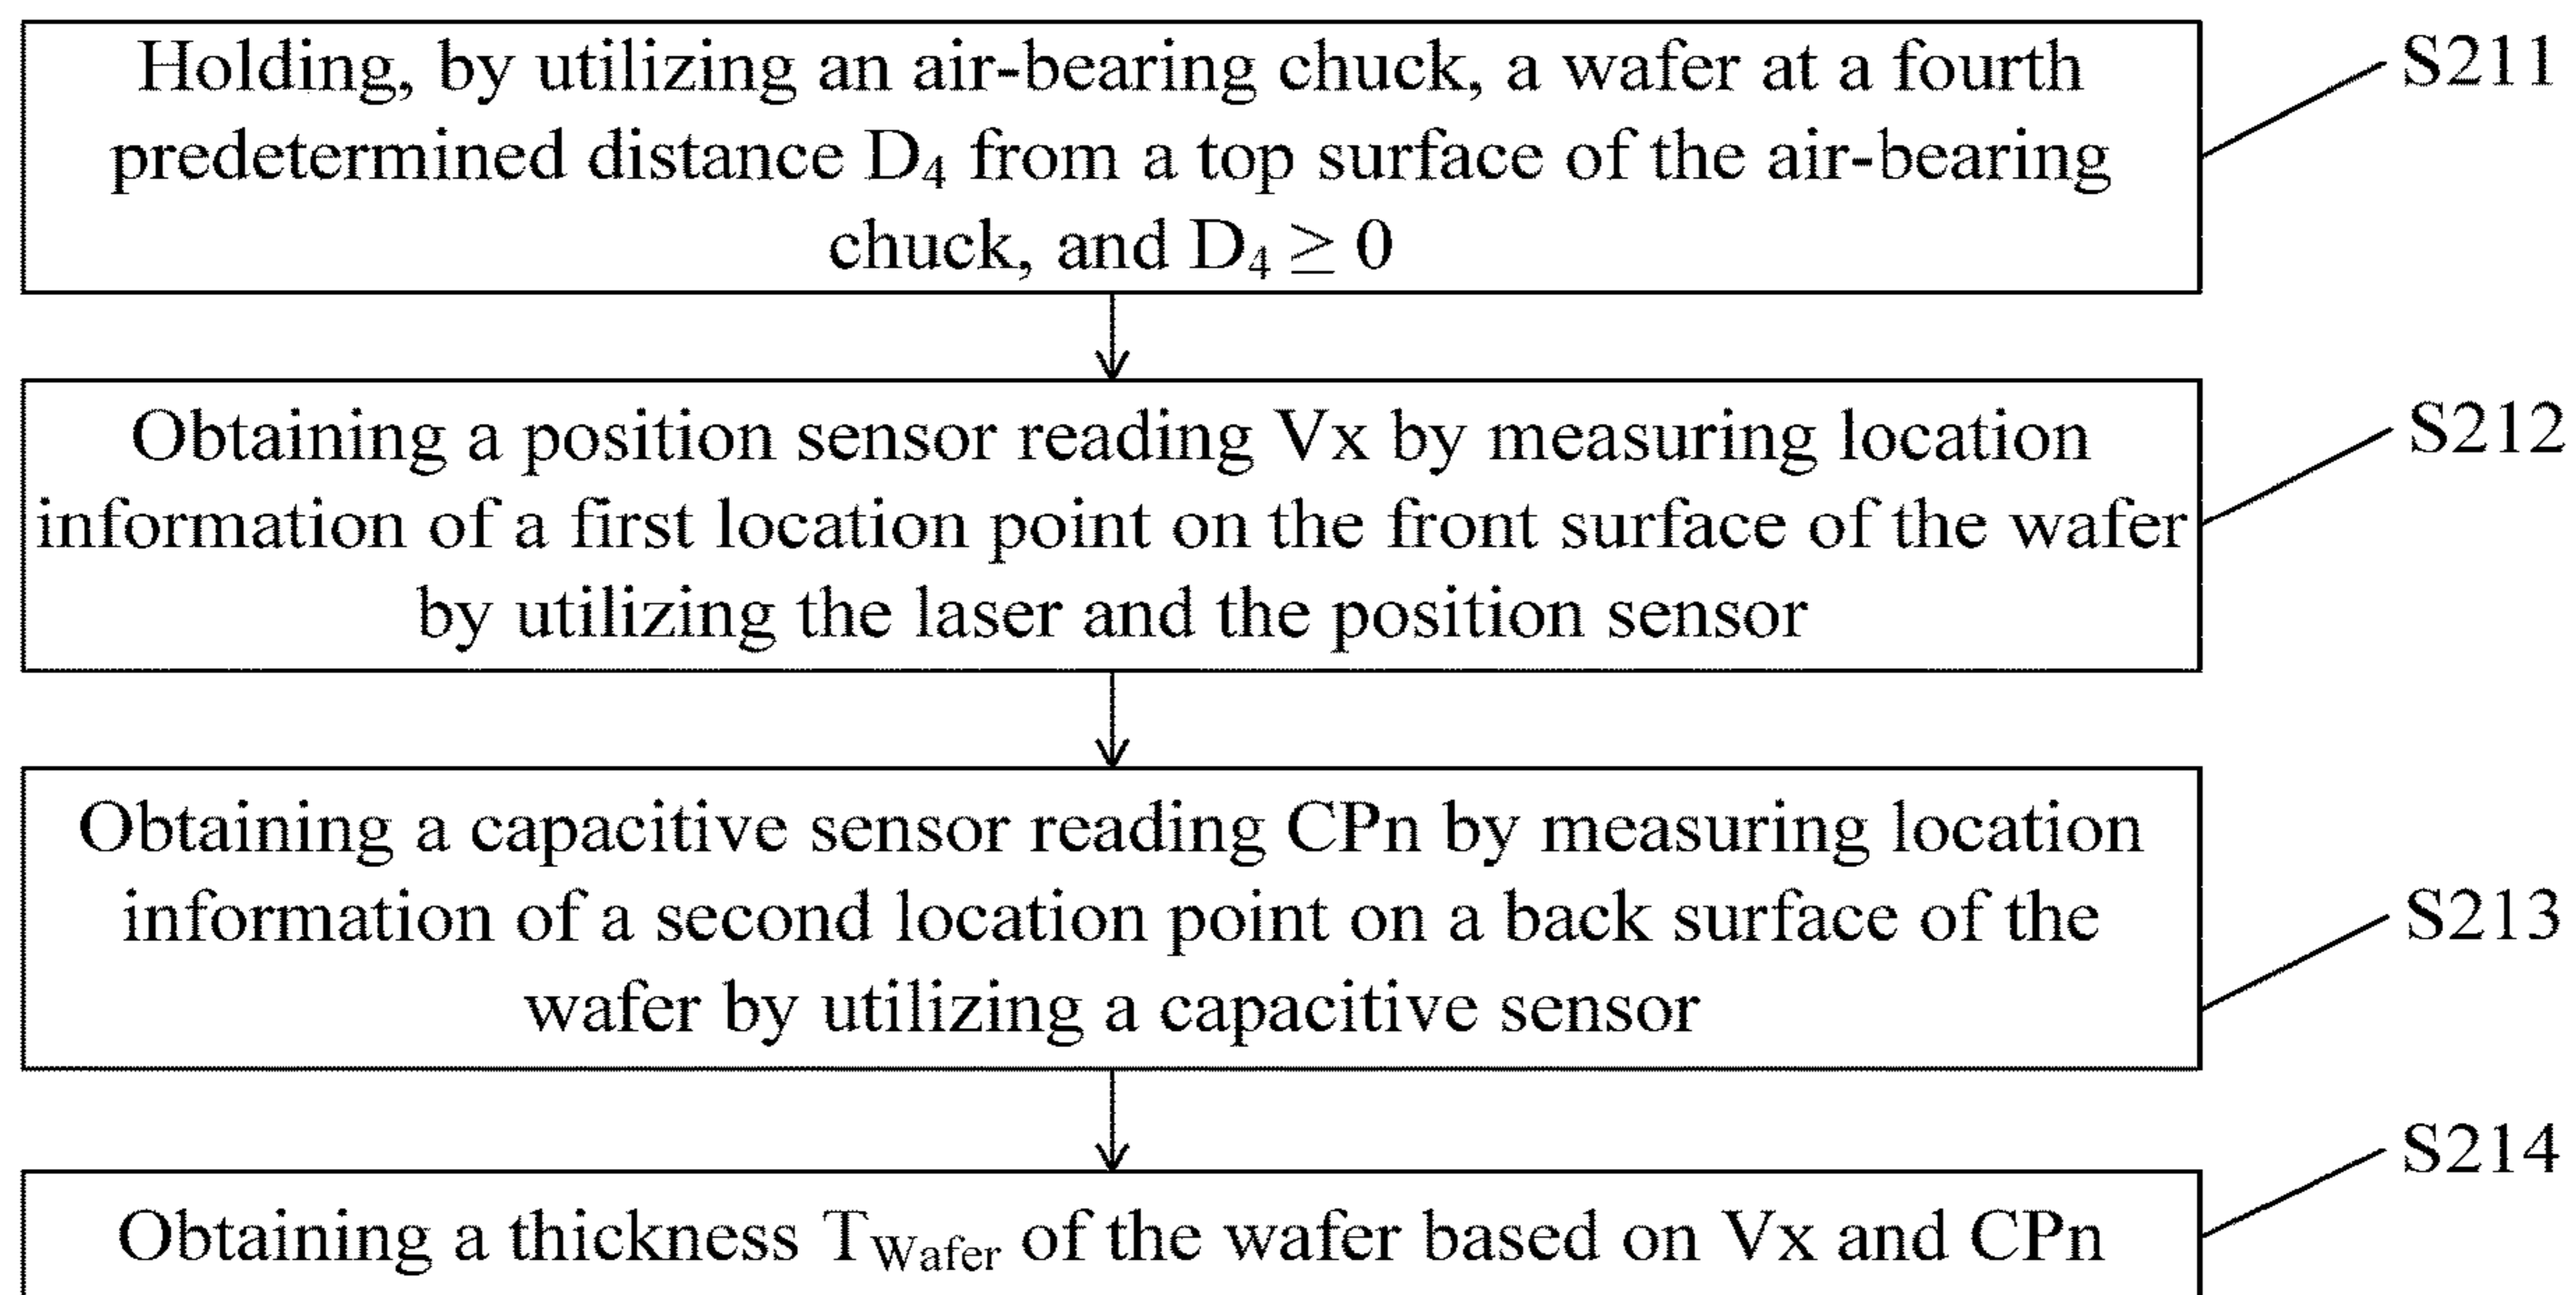 Holding, by utilizing an air-bearing chuck, a wafer at a fourth
predetermined distance D₄ from a top surface of the air-bearing
chuck, and D₄ ≥ 0
S211
Obtaining a position sensor reading Vx by measuring location
information of a first location point on the front surface of the wafer
by utilizing the laser and the position sensor
S212
Obtaining a capacitive sensor reading CPn by measuring location
information of a second location point on a back surface of the
wafer by utilizing a capacitive sensor
S213
Obtaining a thickness T_Wafer of the wafer based on Vx and CPn
S214